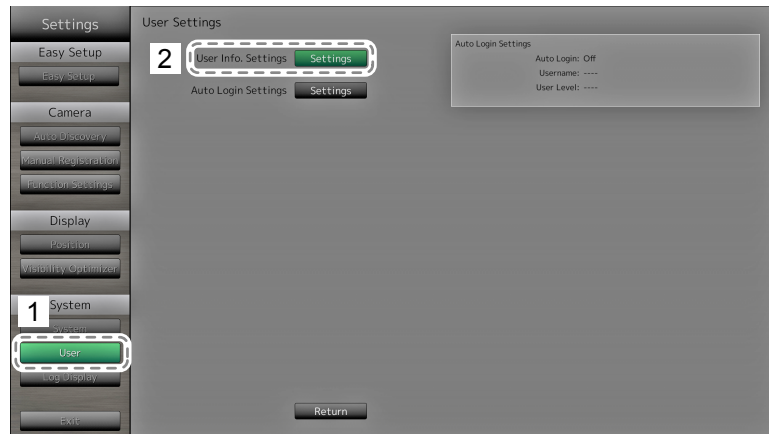 Settings
Easy Setup
Easy Setup
Camera
Auto Discovery
Manual Registration
Function Settings
Display
Position
Visibility Optimizer
1
System
System
User
Log Display
Exit
User Settings
2
User Info. Settings Settings
Auto Login Settings Settings
Auto Login Settings
Auto Login: Off
Username: ----
User Level: ----
Return